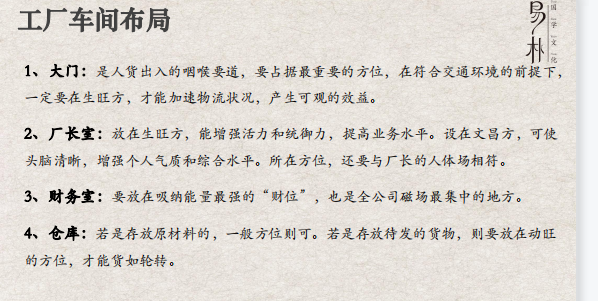 工厂车间布局
易朴
国学文化
1、大门：是人货出入的咽喉要道，要占据最重要的方位，在符合交通环境的前提下，
一定要在生旺方，才能加速物流状况，产生可观的效益。
2、厂长室：放在生旺方，能增强活力和统御力，提高业务水平。设在文昌方，可使
头脑清晰，增强个人气质和综合水平。所在方位，还要与厂长的人体场相符。
3、财务室：要放在吸纳能量最强的“财位”，也是全公司磁场最集中的地方。
4、仓库：若是存放原材料的，一般方位则可。若是存放待发的货物，则要放在动旺
的方位，才能货如轮转。